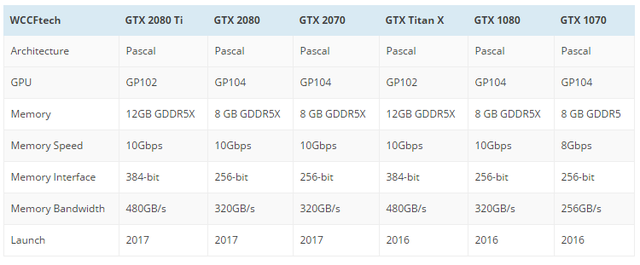 WCCFtech GTX 2080 Ti GTX 2080 GTX 2070 GTX Titan X GTX 1080 GTX 1070
Architecture Pascal Pascal Pascal Pascal Pascal Pascal
GPU GP102 GP104 GP104 GP102 GP104 GP104
Memory 12GB GDDR5X 8 GB GDDR5X 8 GB GDDR5X 12GB GDDR5X 8 GB GDDR5X 8 GB GDDR5
Memory Speed 10Gbps 10Gbps 10Gbps 10Gbps 10Gbps 8Gbps
Memory Interface 384-bit 256-bit 256-bit 384-bit 256-bit 256-bit
Memory Bandwidth 480GB/s 320GB/s 320GB/s 480GB/s 320GB/s 256GB/s
Launch 2017 2017 2017 2016 2016 2016